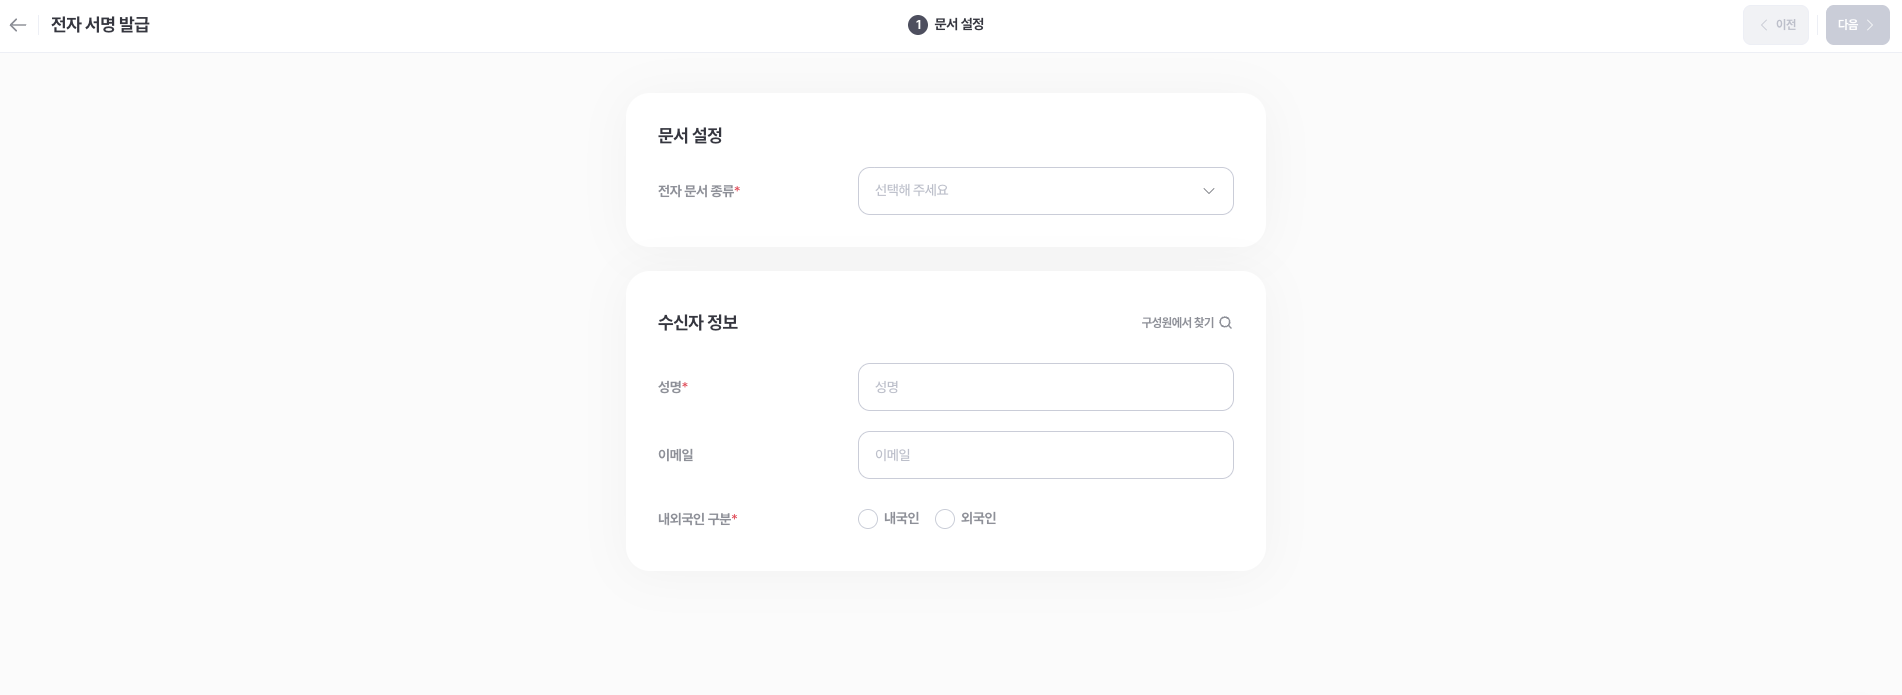 전자 서명 발급
1 문서 설정
이전
다음
문서 설정
전자 문서 종류*
선택해 주세요
수신자 정보
구성원에서 찾기
성명*
성명
이메일
이메일
내외국인 구분*
내국인
외국인